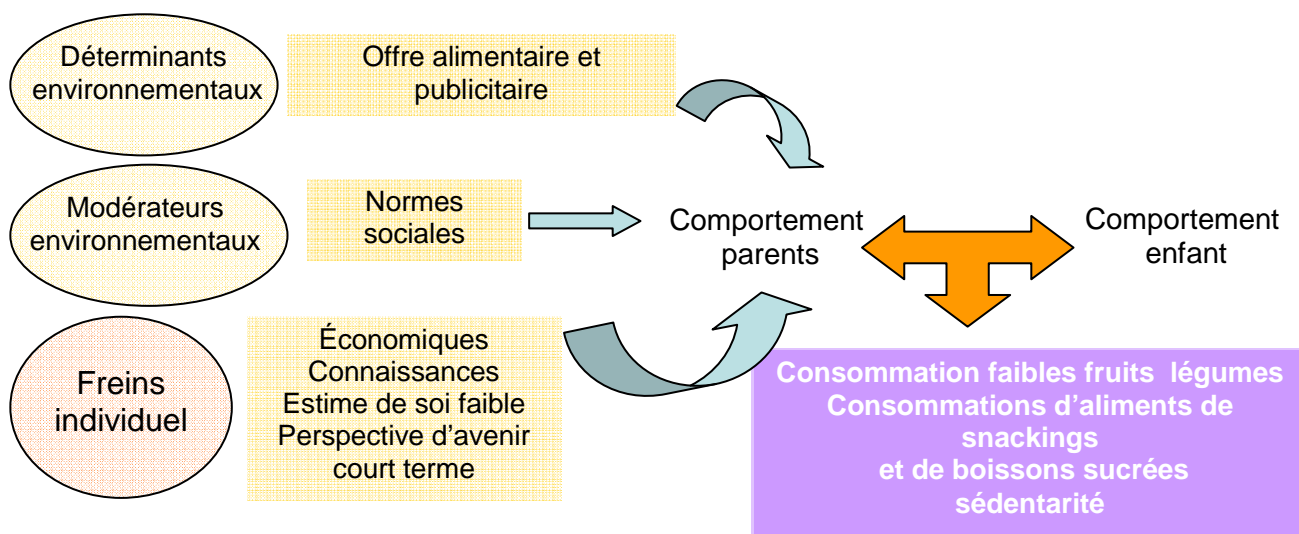 Déterminants
environnementaux
Offre alimentaire et
publicitaire
Modérateurs
environnementaux
Normes
sociales
Comportement
parents
Comportement
enfant
Freins
individuel
Économiques
Connaissances
Estime de soi faible
Perspective d'avenir
court terme
Consommation faibles fruits légumes
Consommations d'aliments de
snackings
et de boissons sucrées
sédentarité